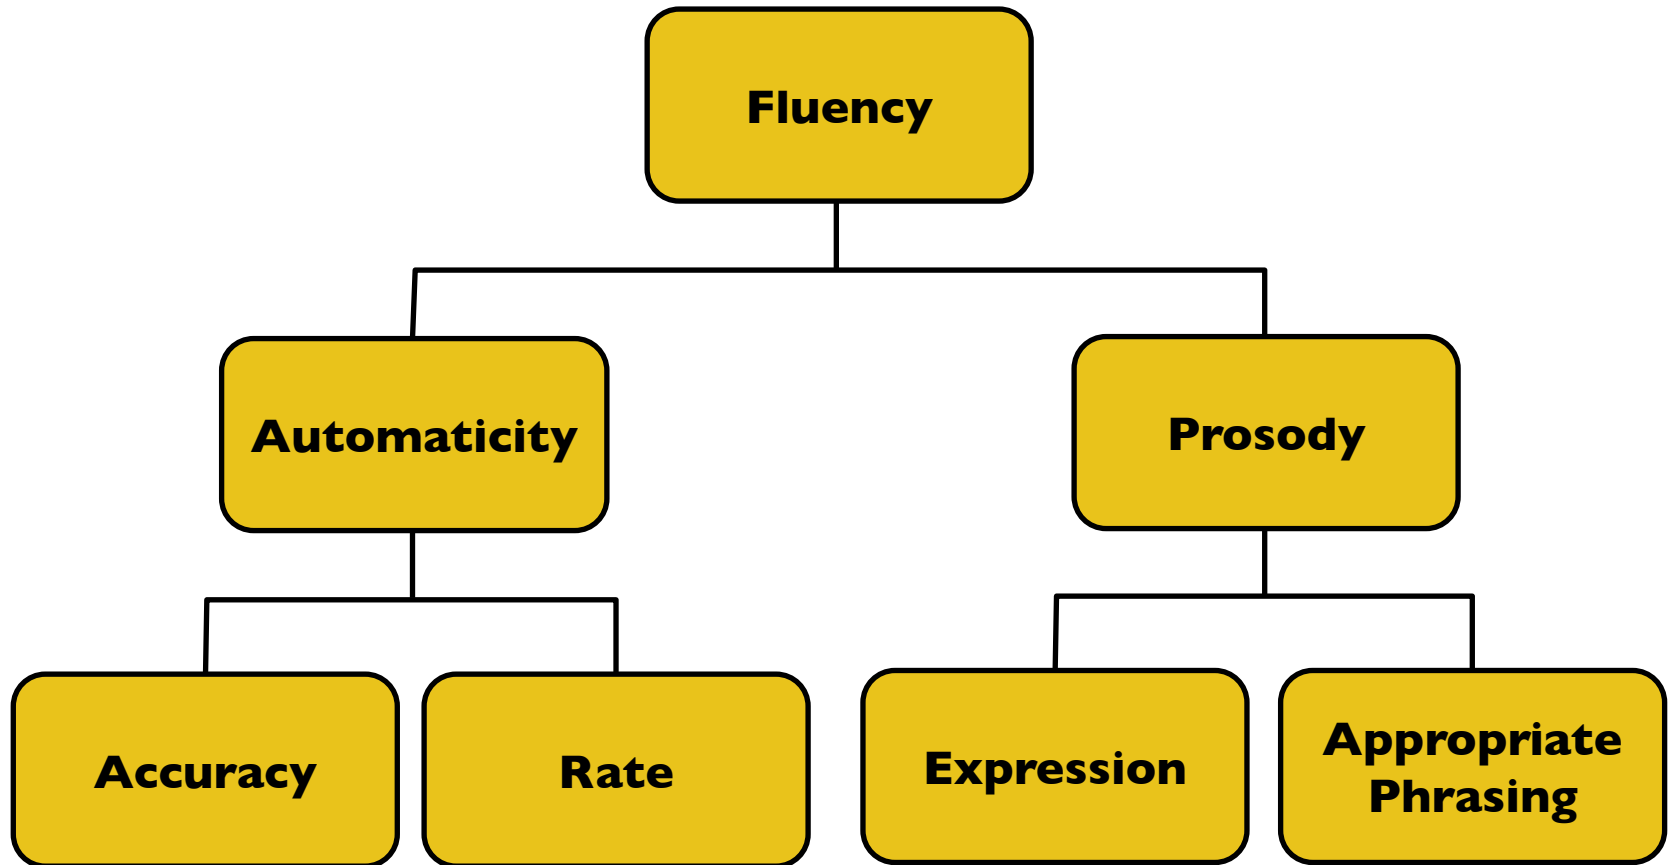 Fluency
Automaticity
Prosody
Accuracy
Rate
Expression
Appropriate
Phrasing